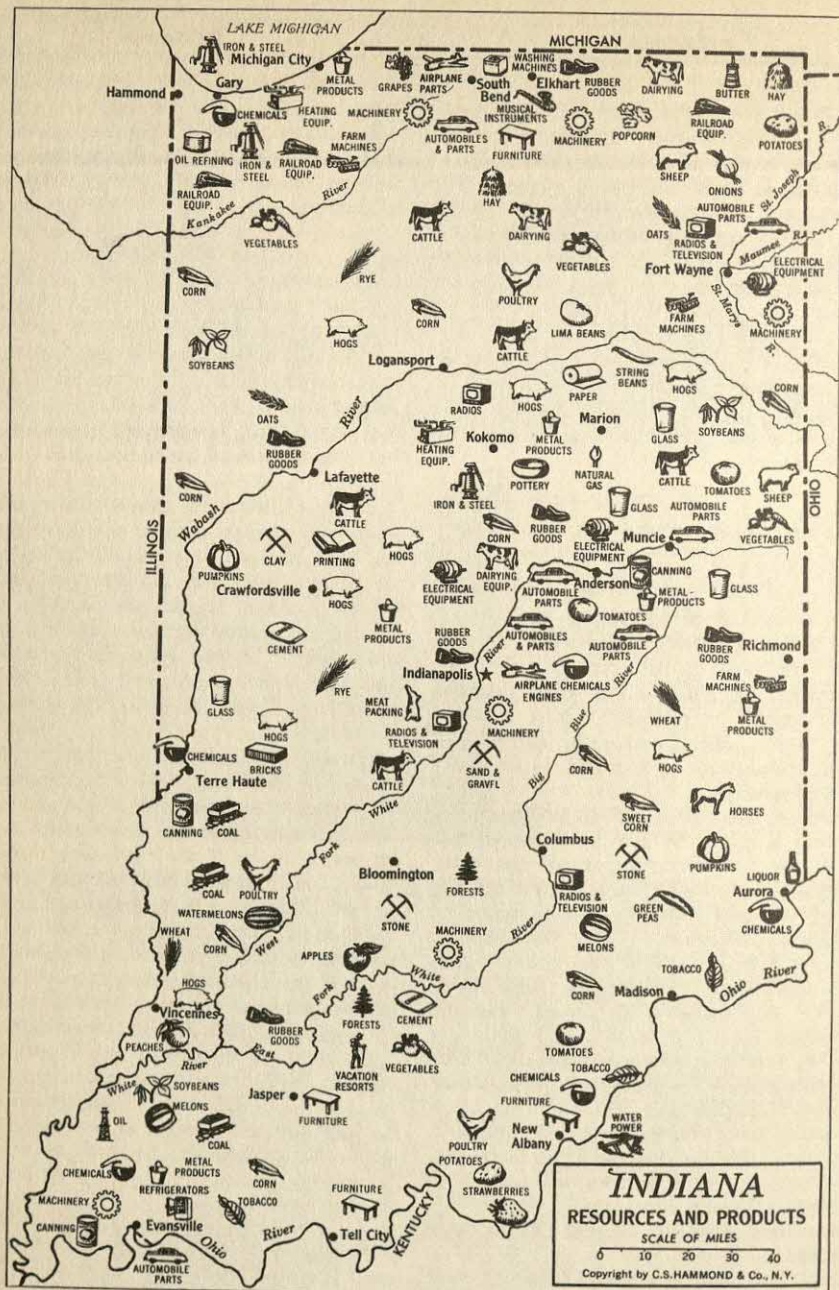 LAKE MICHIGAN
MICHIGAN
IRON & STEEL
Michigan City
METAL
PRODUCTS
GRAPES
AIRPLANE
PARTS
South
Bend
WASHING
MACHINES
Elkhart
RUBBER
GOODS
DAIRYING
BUTTER
HAY
Hammond
Gary
CHEMICALS
HEATING
EQUIP.
MACHINERY
MUSICAL
INSTRUMENTS
AUTOMOBILES
& PARTS
FURNITURE
MACHINERY
POPCORN
RAILROAD
EQUIP.
POTATOES
OIL REFINING
IRON &
STEEL
RAILROAD
EQUIP.
FARM
MACHINES
RAILROAD
EQUIP.
Kankakee
River
SHEEP
ONIONS
St. Joseph
R.
HAY
VEGETABLES
CATTLE
DAIRYING
VEGETABLES
OATS
RADIOS &
TELEVISION
AUTOMOBILE
PARTS
Maumee
R.
Fort Wayne
ELECTRICAL
EQUIPMENT
St. Marys
R.
CORN
RYE
POULTRY
CORN
LIMA BEANS
FARM
MACHINES
MACHINERY
SOYBEANS
HOGS
CATTLE
Logansport
STRING
BEANS
PAPER
HOGS
CORN
OATS
River
RADIOS
HOGS
RUBBER
GOODS
HEATING
EQUIP.
Kokomo
METAL
PRODUCTS
Marion
GLASS
SOYBEANS
Lafayette
POTTERY
NATURAL
GAS
CATTLE
TOMATOES
SHEEP
OHIO
CORN
Wabash
CATTLE
IRON & STEEL
GLASS
AUTOMOBILE
PARTS
VEGETABLES
CORN
RUBBER
GOODS
ELECTRICAL
EQUIPMENT
Muncie
ILLINOIS
PUMPKINS
CLAY
PRINTING
HOGS
ELECTRICAL
EQUIPMENT
DAIRYING
EQUIP.
AUTOMOBILE
PARTS
Anderson
CANNING
GLASS
Crawfordsville
HOGS
METAL
PRODUCTS
TOMATOES
METAL-
PRODUCTS
CEMENT
RUBBER
GOODS
AUTOMOBILES
& PARTS
AUTOMOBILE
PARTS
RUBBER
GOODS
Richmond
Indianapolis
River
AIRPLANE
ENGINES
CHEMICALS
River
FARM
MACHINES
METAL
PRODUCTS
GLASS
RYE
MEAT
PACKING
RADIOS &
TELEVISION
MACHINERY
Blue
WHEAT
HOGS
CHEMICALS
BRICKS
Terre Haute
CATTLE
SAND &
GRAVEL
Big
CORN
HOGS
White
CANNING
COAL
Fork
SWEET
CORN
HORSES
Columbus
COAL
POULTRY
Bloomington
FORESTS
RADIOS &
TELEVISION
STONE
PUMPKINS
LIQUOR
Aurora
WATERMELONS
STONE
GREEN
PEAS
CHEMICALS
WHEAT
CORN
West
APPLES
MACHINERY
River
MELONS
HOGS
Vincennes
White
Fork
CORN
TOBACCO
Madison
Ohio
River
PEACHES
RUBBER
GOODS
East
FORESTS
CEMENT
White
River
VACATION
RESORTS
VEGETABLES
TOMATOES
SOYBEANS
OIL
MELONS
COAL
Jasper
FURNITURE
CHEMICALS
TOBACCO
FURNITURE
New
Albany
WATER
POWER
CHEMICALS
METAL
PRODUCTS
CORN
POULTRY
POTATOES
STRAWBERRIES
MACHINERY
REFRIGERATORS
TOBACCO
FURNITURE
KENTUCKY
CANNING
Evansville
Ohio
River
Tell City
AUTOMOBILE
PARTS
INDIANA
RESOURCES AND PRODUCTS
SCALE OF MILES
0 10 20 30 40
Copyright by C.S. HAMMOND & Co., N.Y.